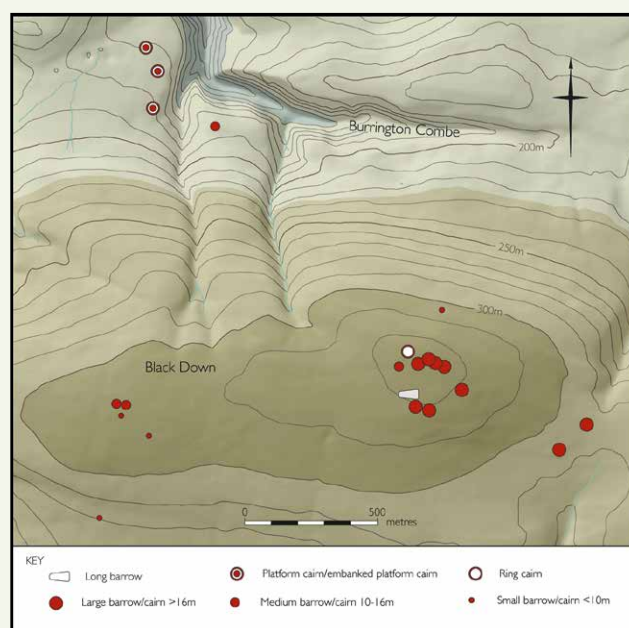 Burrington Combe
200m
250m
300m
Black Down
0 500
metres
KEY
Long barrow
Platform cairn/embanked platform cairn
Ring cairn
Large barrow/cairn >16m
Medium barrow/cairn 10-16m
Small barrow/cairn <10m